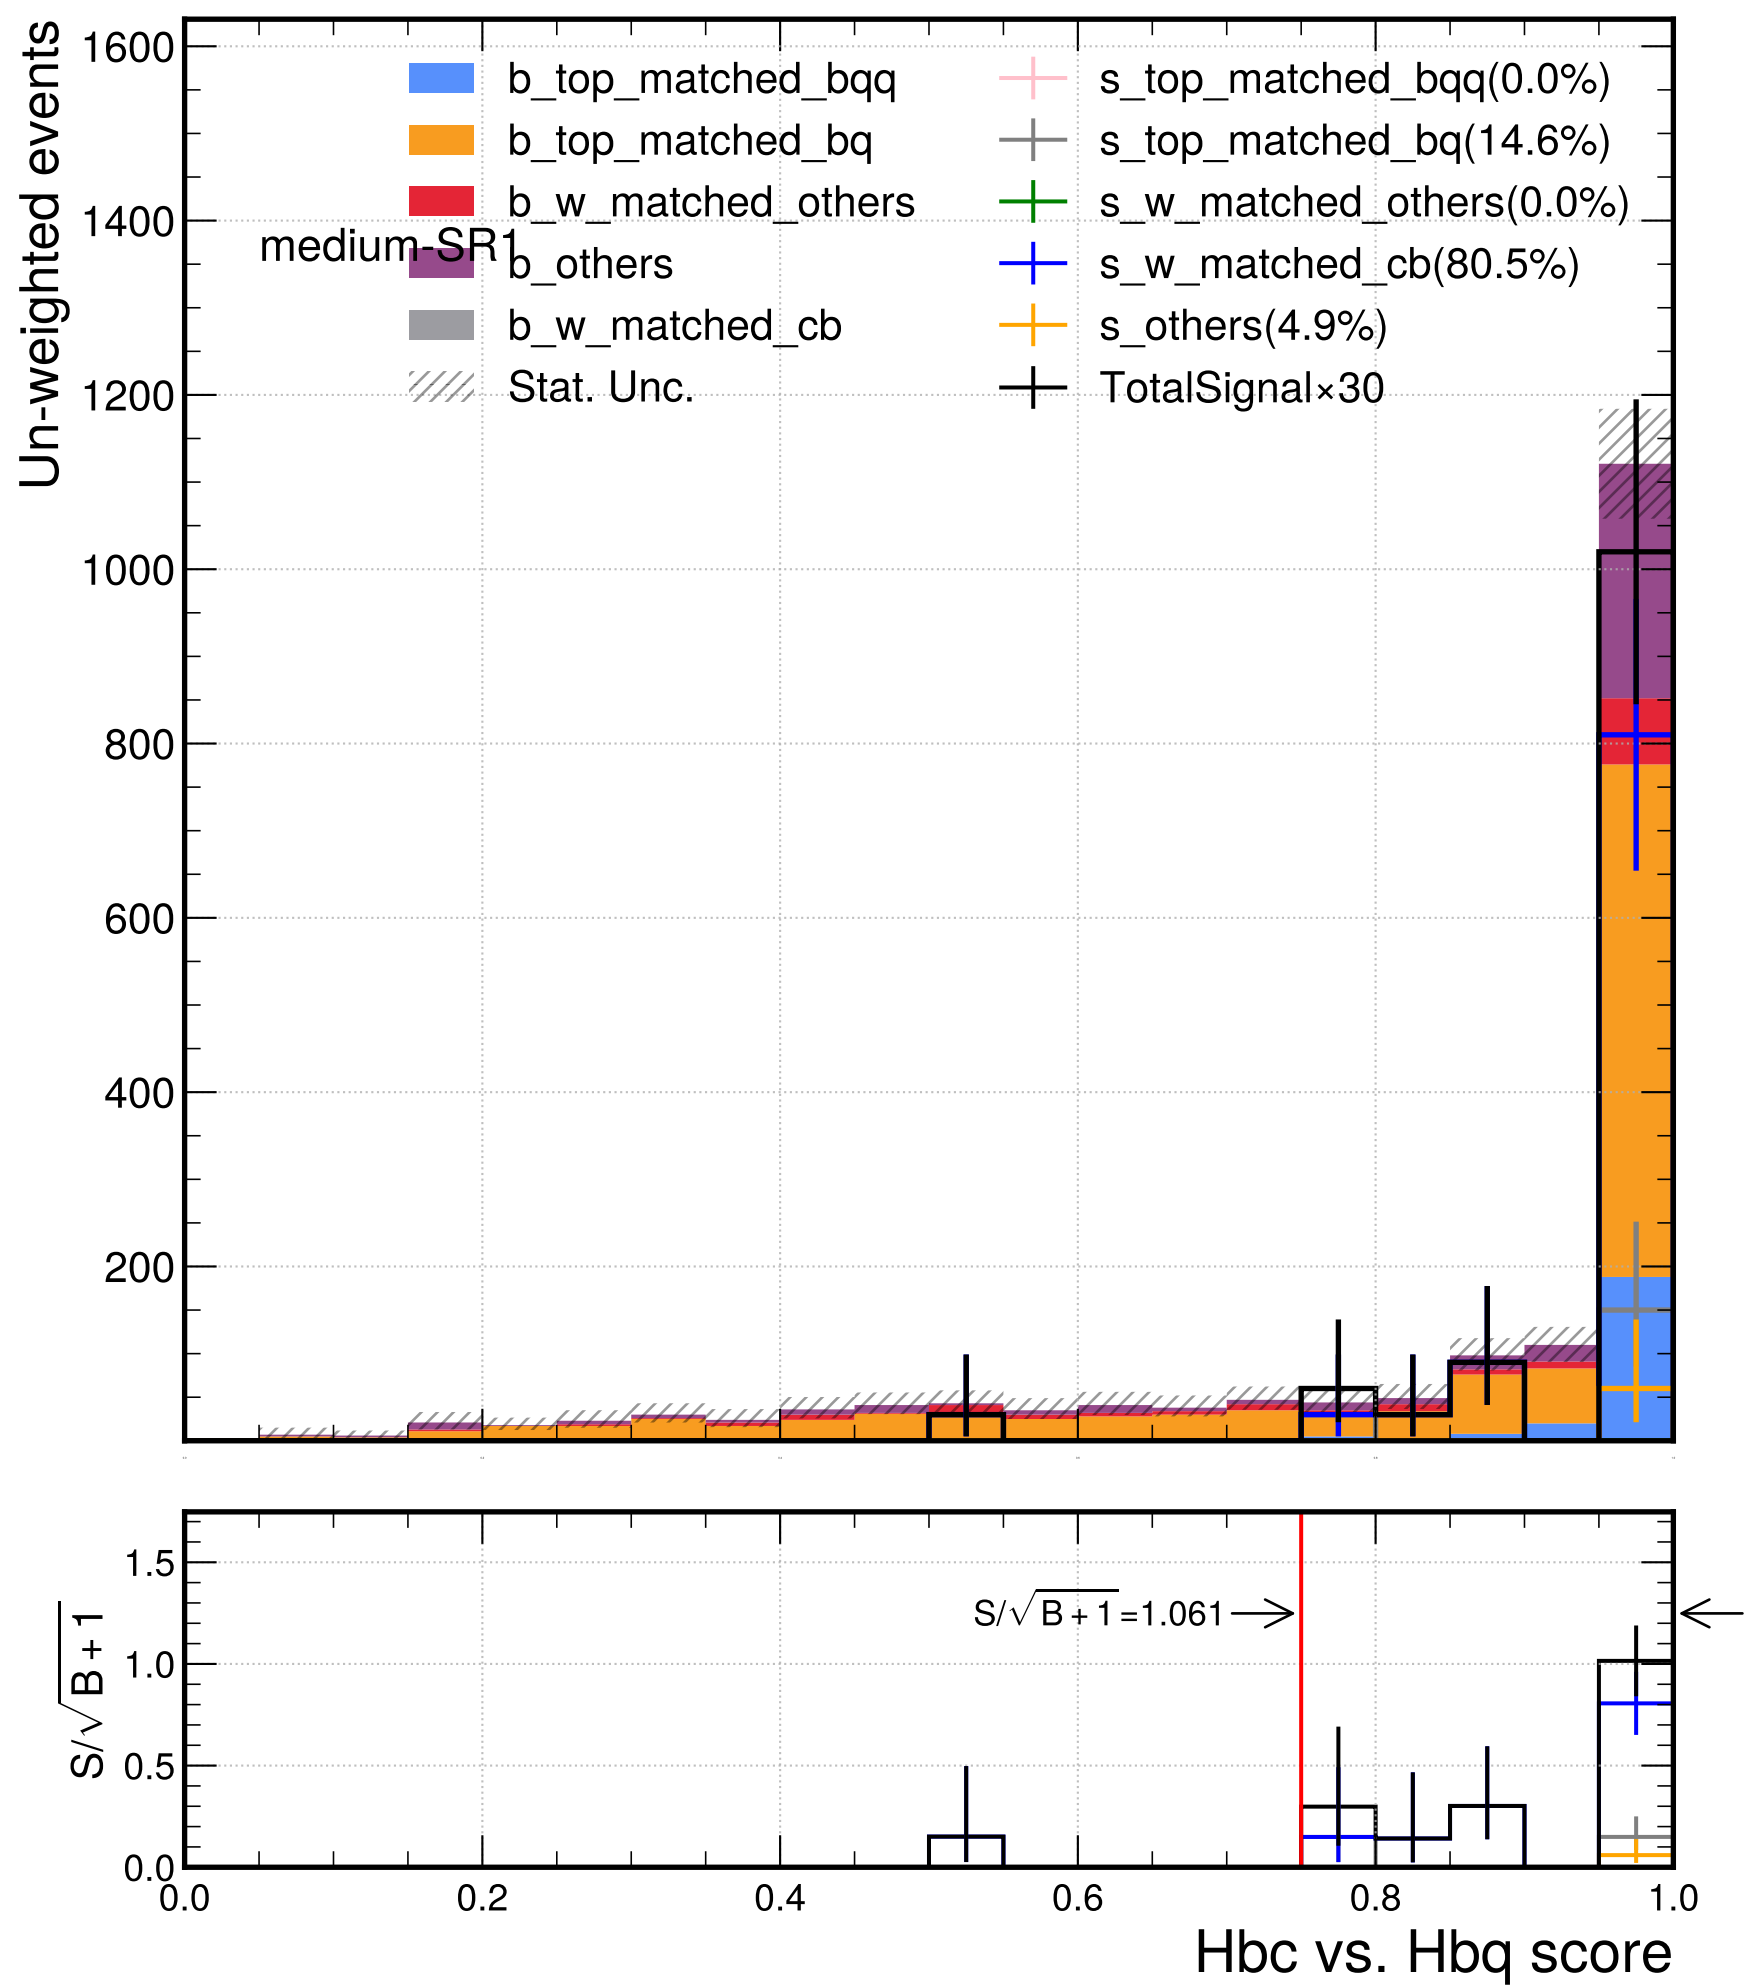 Un-weighted events
1600
1400
1200
1000
800
600
400
200
medium-SR1
b_top_matched_bqq
b_top_matched_bq
b_w_matched_others
b_others
b_w_matched_cb
Stat. Unc.
s_top_matched_bqq(0.0%)
s_top_matched_bq(14.6%)
s_w_matched_others(0.0%)
s_w_matched_cb(80.5%)
s_others(4.9%)
TotalSignal×30
S/√B+1
1.5
1.0
0.5
0.0
S/√B+1=1.061
0.0 0.2 0.4 0.6 0.8 1.0
Hbc vs. Hbq score